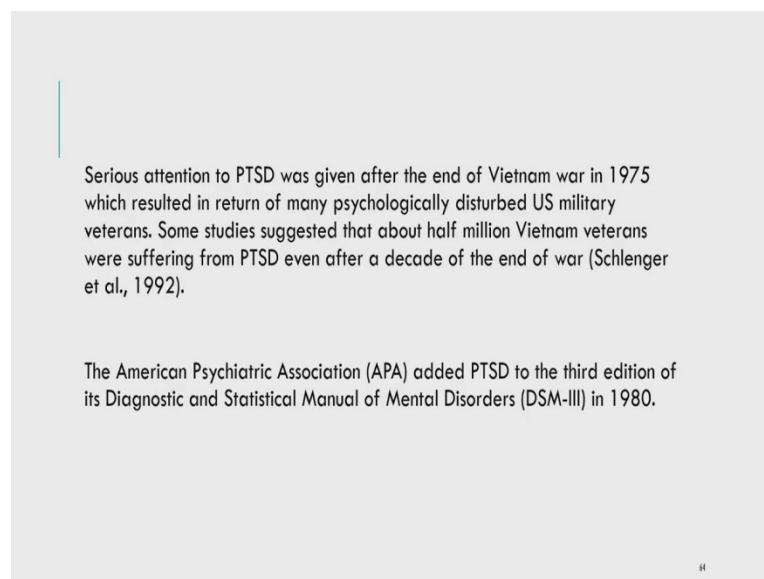 Serious attention to PTSD was given after the end of Vietnam war in 1975
which resulted in return of many psychologically disturbed US military
veterans. Some studies suggested that about half million Vietnam veterans
were suffering from PTSD even after a decade of the end of war (Schlenger
et al., 1992).
The American Psychiatric Association (APA) added PTSD to the third edition of
its Diagnostic and Statistical Manual of Mental Disorders (DSM-III) in 1980.
64